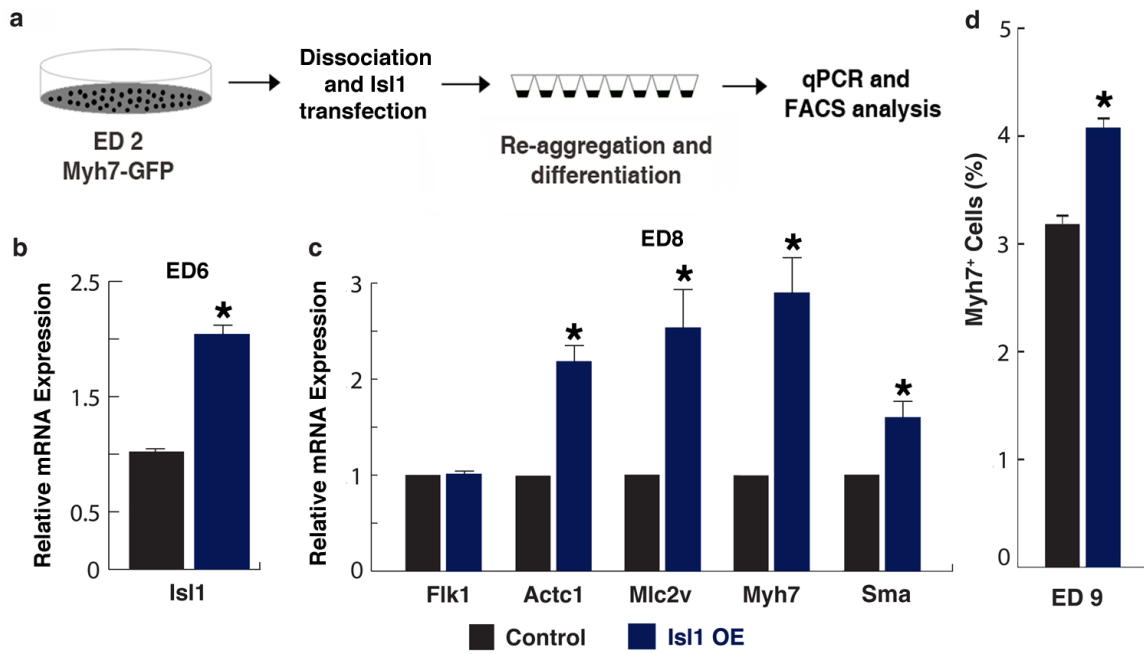 a
Dissociation
and Isl1
transfection
qPCR and
FACS analysis
ED 2
Myh7-GFP
Re-aggregation and
differentiation
b
ED6
Relative mRNA Expression
2.5
1.5
0.5
0
*
Isl1
c
ED8
Relative mRNA Expression
3
2
1
0
*
*
*
*
Flk1
Actc1
Mlc2v
Myh7
Sma
Control
Isl1 OE
d
Myh7+ Cells (%)
5
4
3
2
1
0
*
ED 9